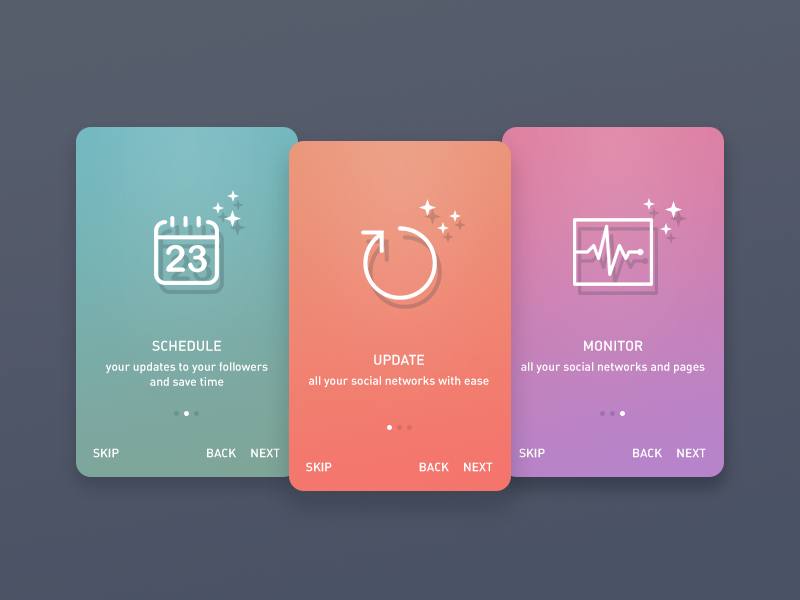 23
SCHEDULE
your updates to your followers
and save time
SKIP BACK NEXT
UPDATE
all your social networks with ease
SKIP BACK NEXT
MONITOR
all your social networks and pages
SKIP BACK NEXT